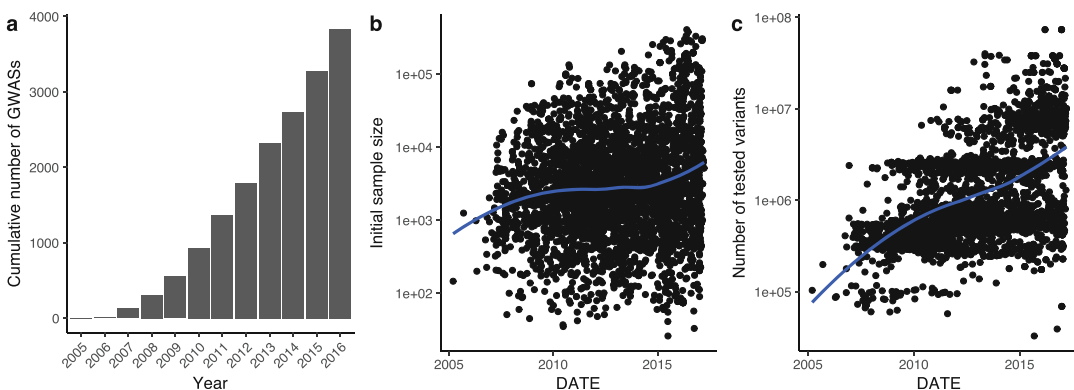 a
Cumulative number of GWASs
4000
3000
2000
1000
0
2005
2006
2007
2008
2009
2010
2011
2012
2013
2014
2015
2016
Year
b
Initial sample size
1e+05
1e+04
1e+03
1e+02
2005
2010
2015
DATE
c
Number of tested variants
1e+08
1e+07
1e+06
1e+05
2005
2010
2015
DATE